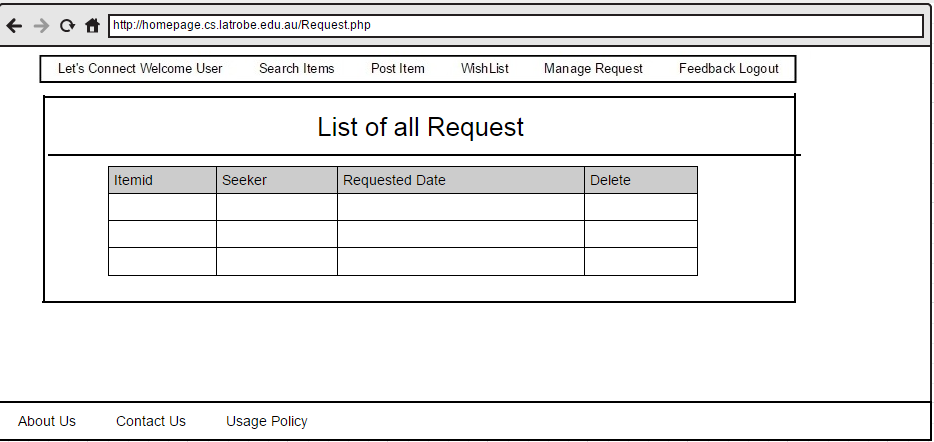 http://homepage.cs.latrobe.edu.au/Request.php
Let's Connect Welcome User Search Items Post Item WishList Manage Request Feedback Logout
List of all Request
Itemid Seeker Requested Date Delete
About Us Contact Us Usage Policy